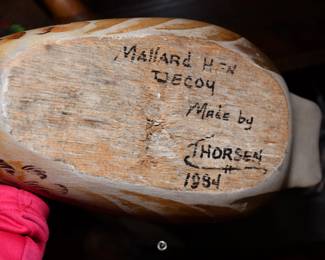 Mallard Hen
Decoy
Made by
Thorsen
1984